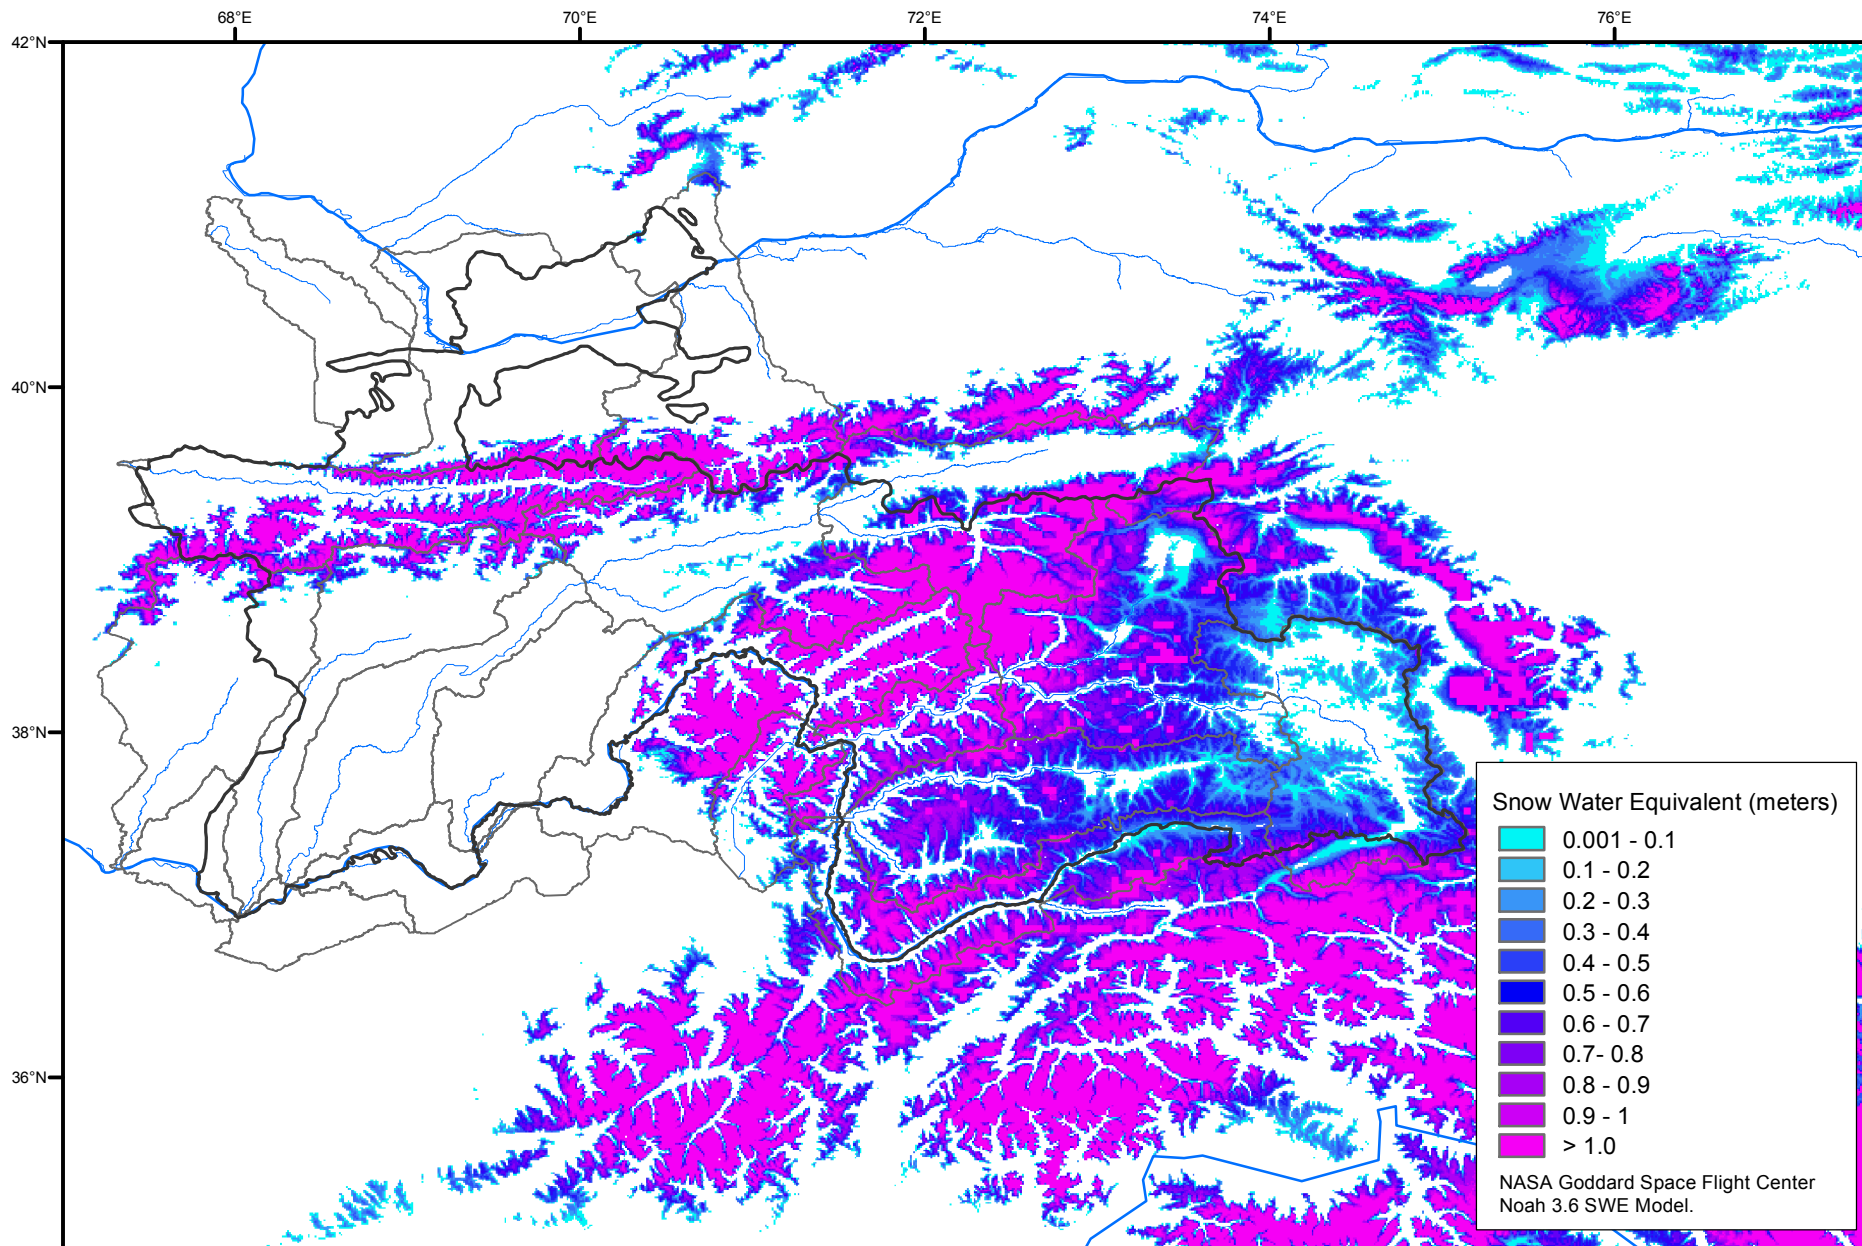 68°E
70°E
72°E
74°E
76°E
42°N
40°N
38°N
36°N
Snow Water Equivalent (meters)
0.001 - 0.1
0.1 - 0.2
0.2 - 0.3
0.3 - 0.4
0.4 - 0.5
0.5 - 0.6
0.6 - 0.7
0.7- 0.8
0.8 - 0.9
0.9 - 1
> 1.0
NASA Goddard Space Flight Center
Noah 3.6 SWE Model.